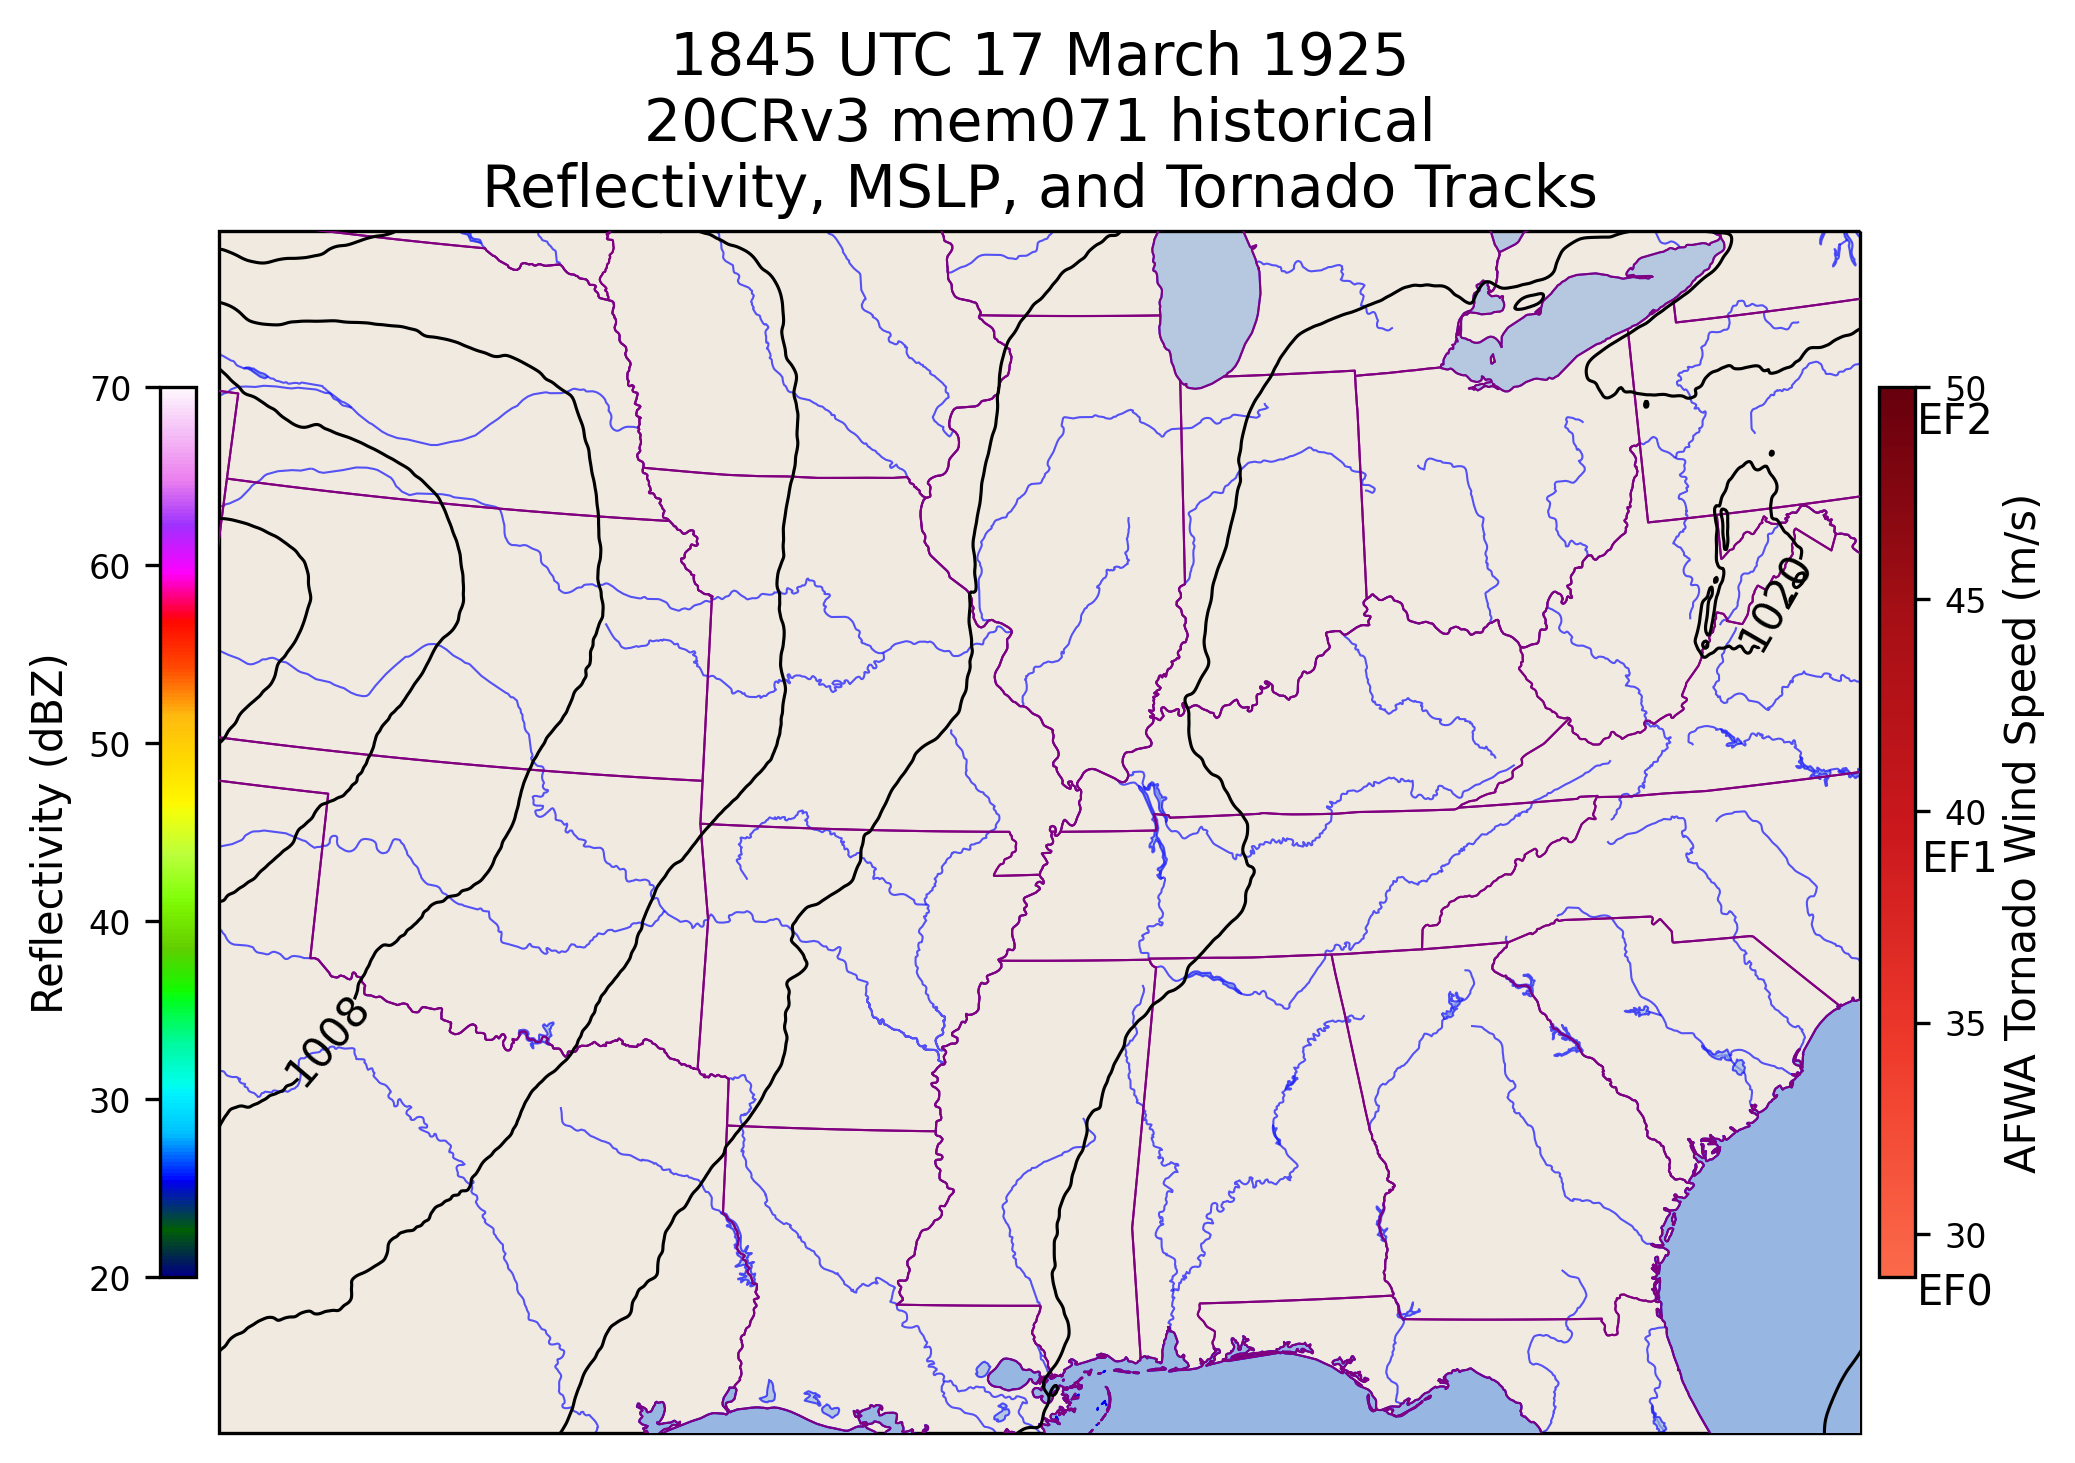 1845 UTC 17 March 1925
20CRv3 mem071 historical
Reflectivity, MSLP, and Tornado Tracks
70
60
50
40
30
20
Reflectivity (dBZ)
1008
1020
50
EF2
45
40
EF1
35
30
EF0
AFWA Tornado Wind Speed (m/s)